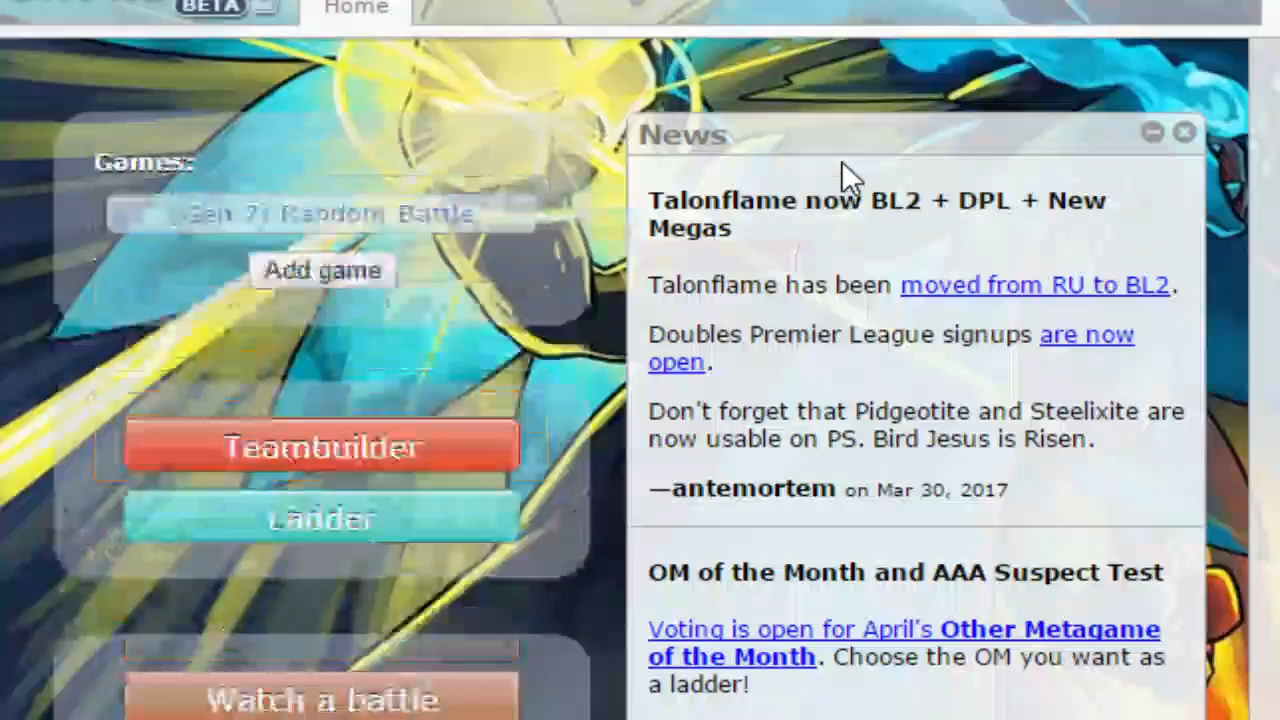 BETA
Home
Games:
(Gen 7) Random Battle
Add game
Teambuilder
Ladder
Watch a battle
News
Talonflame now BL2 + DPL + New
Megas
Talonflame has been moved from RU to BL2.
Doubles Premier League signups are now
open.
Don't forget that Pidgeotite and Steelixite are
now usable on PS. Bird Jesus is Risen.
—antemortem on Mar 30, 2017
OM of the Month and AAA Suspect Test
Voting is open for April's Other Metagame
of the Month. Choose the OM you want as
a ladder!